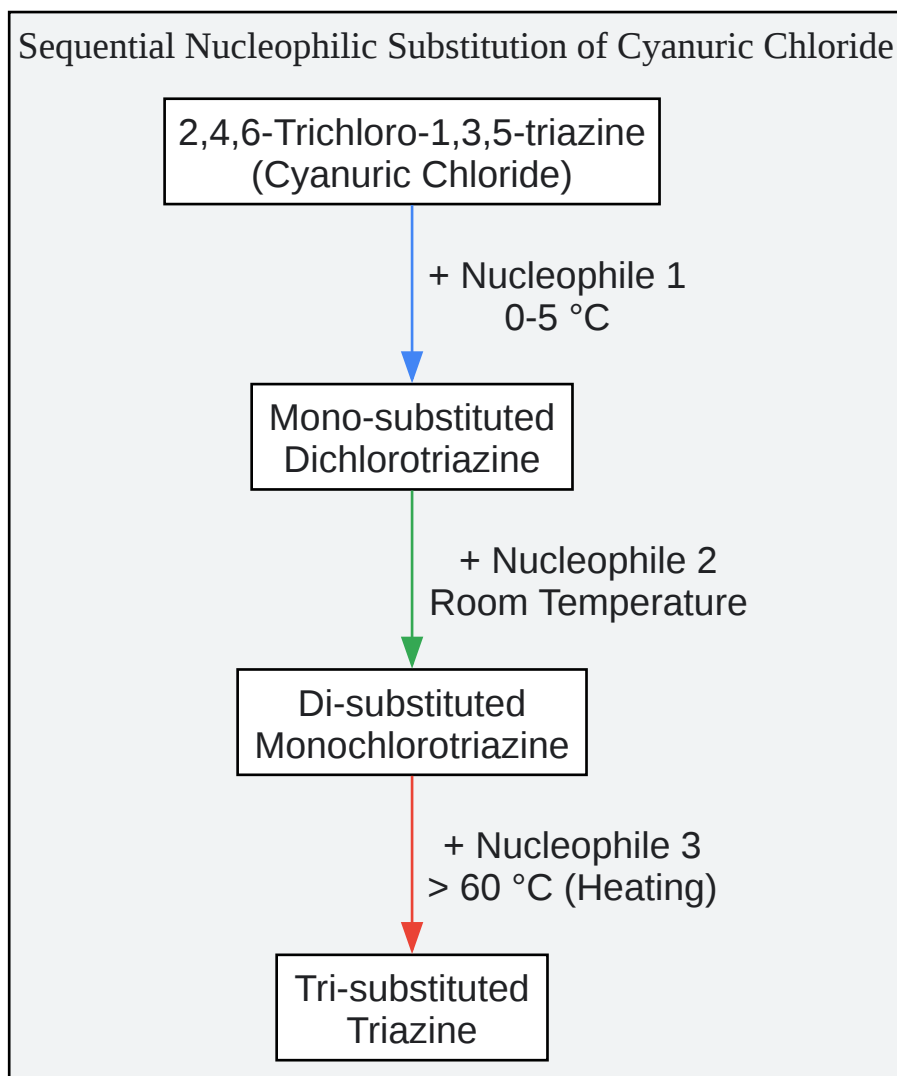 Sequential Nucleophilic Substitution of Cyanuric Chloride
2,4,6-Trichloro-1,3,5-triazine
(Cyanuric Chloride)
+ Nucleophile 1
0-5 °C
Mono-substituted
Dichlorotriazine
+ Nucleophile 2
Room Temperature
Di-substituted
Monochlorotriazine
+ Nucleophile 3
> 60 °C (Heating)
Tri-substituted
Triazine